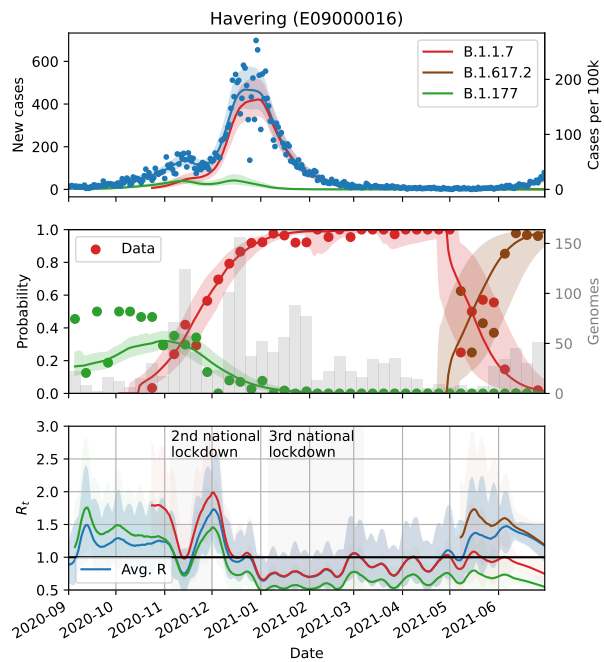 Havering (E09000016)
New cases
600
400
200
0
B.1.1.7
B.1.617.2
B.1.177
200
100
0
Cases per 100k
Probability
1.0
0.8
0.6
0.4
0.2
0.0
Data
150
100
50
0
Genomes
R_t
3.0
2.5
2.0
1.5
1.0
0.5
2nd national
lockdown
3rd national
lockdown
Avg. R
2020-09
2020-10
2020-11
2020-12
2021-01
2021-02
2021-03
2021-04
2021-05
2021-06
Date